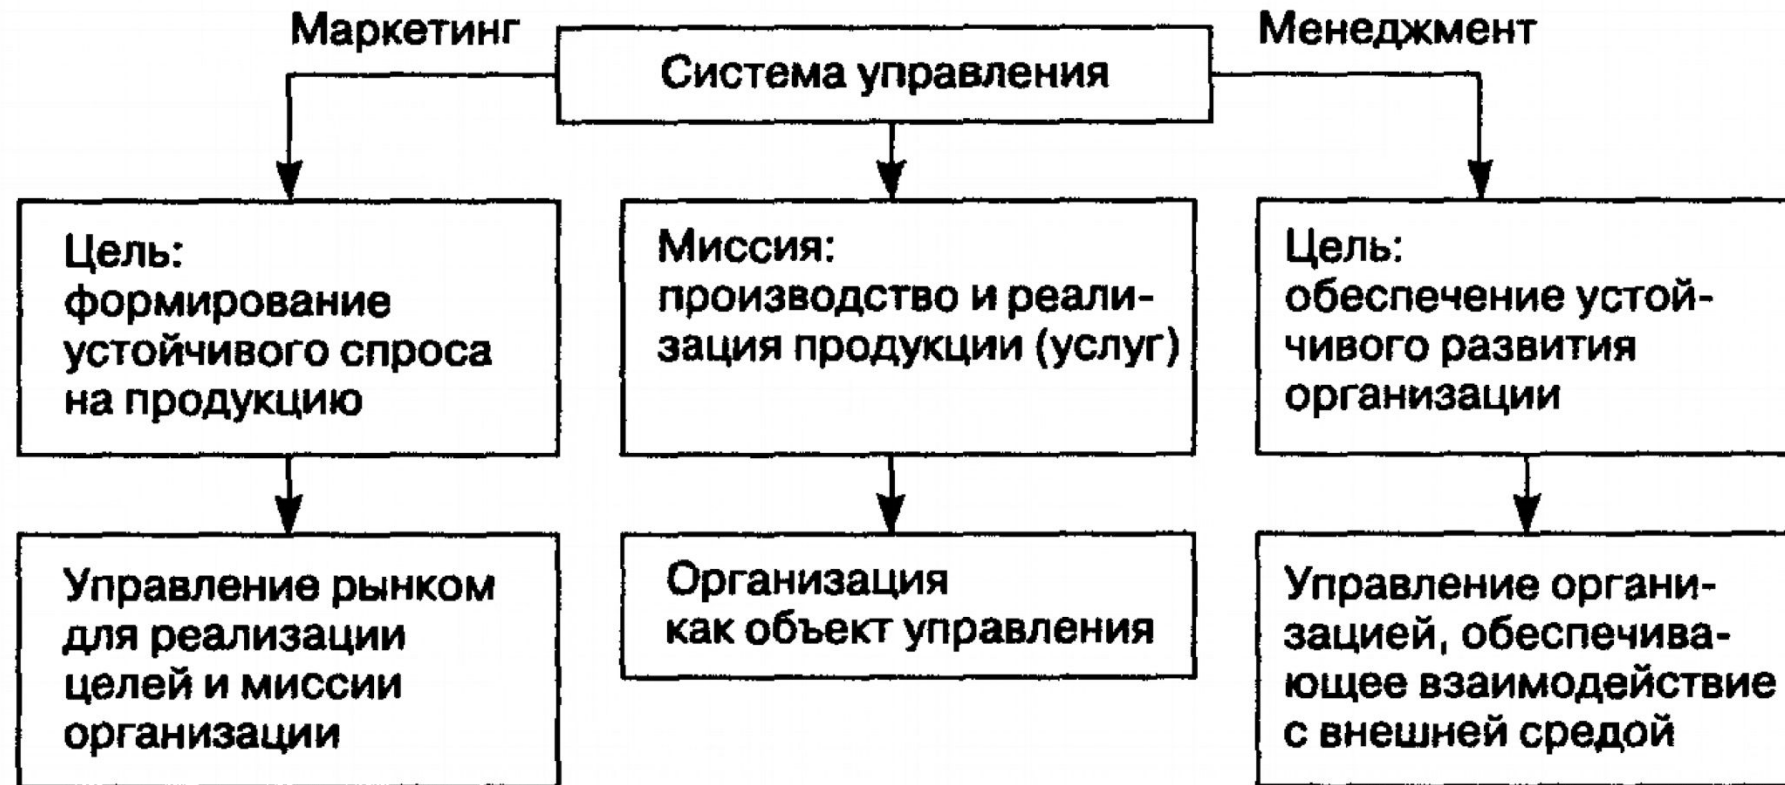 Маркетинг
Система управления
Менеджмент
Цель:
формирование
устойчивого спроса
на продукцию
Миссия:
производство и реали-
зация продукции (услуг)
Цель:
обеспечение устой-
чивого развития
организации
Управление рынком
для реализации
целей и миссии
организации
Организация
как объект управления
Управление органи-
зацией, обеспечива-
ющее взаимодействие
с внешней средой